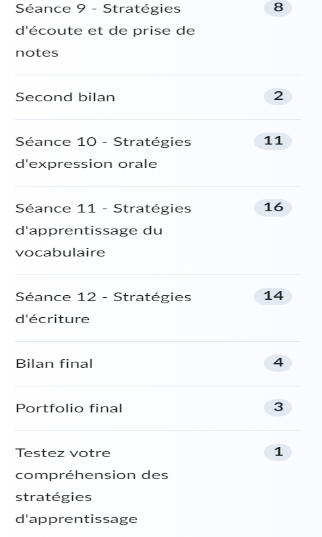 Séance 9 - Stratégies 8
d'écoute et de prise de
notes
Second bilan 2
Séance 10 - Stratégies 11
d'expression orale
Séance 11 - Stratégies 16
d'apprentissage du
vocabulaire
Séance 12 - Stratégies 14
d'écriture
Bilan final 4
Portfolio final 3
Testez votre 1
compréhension des
stratégies
d'apprentissage